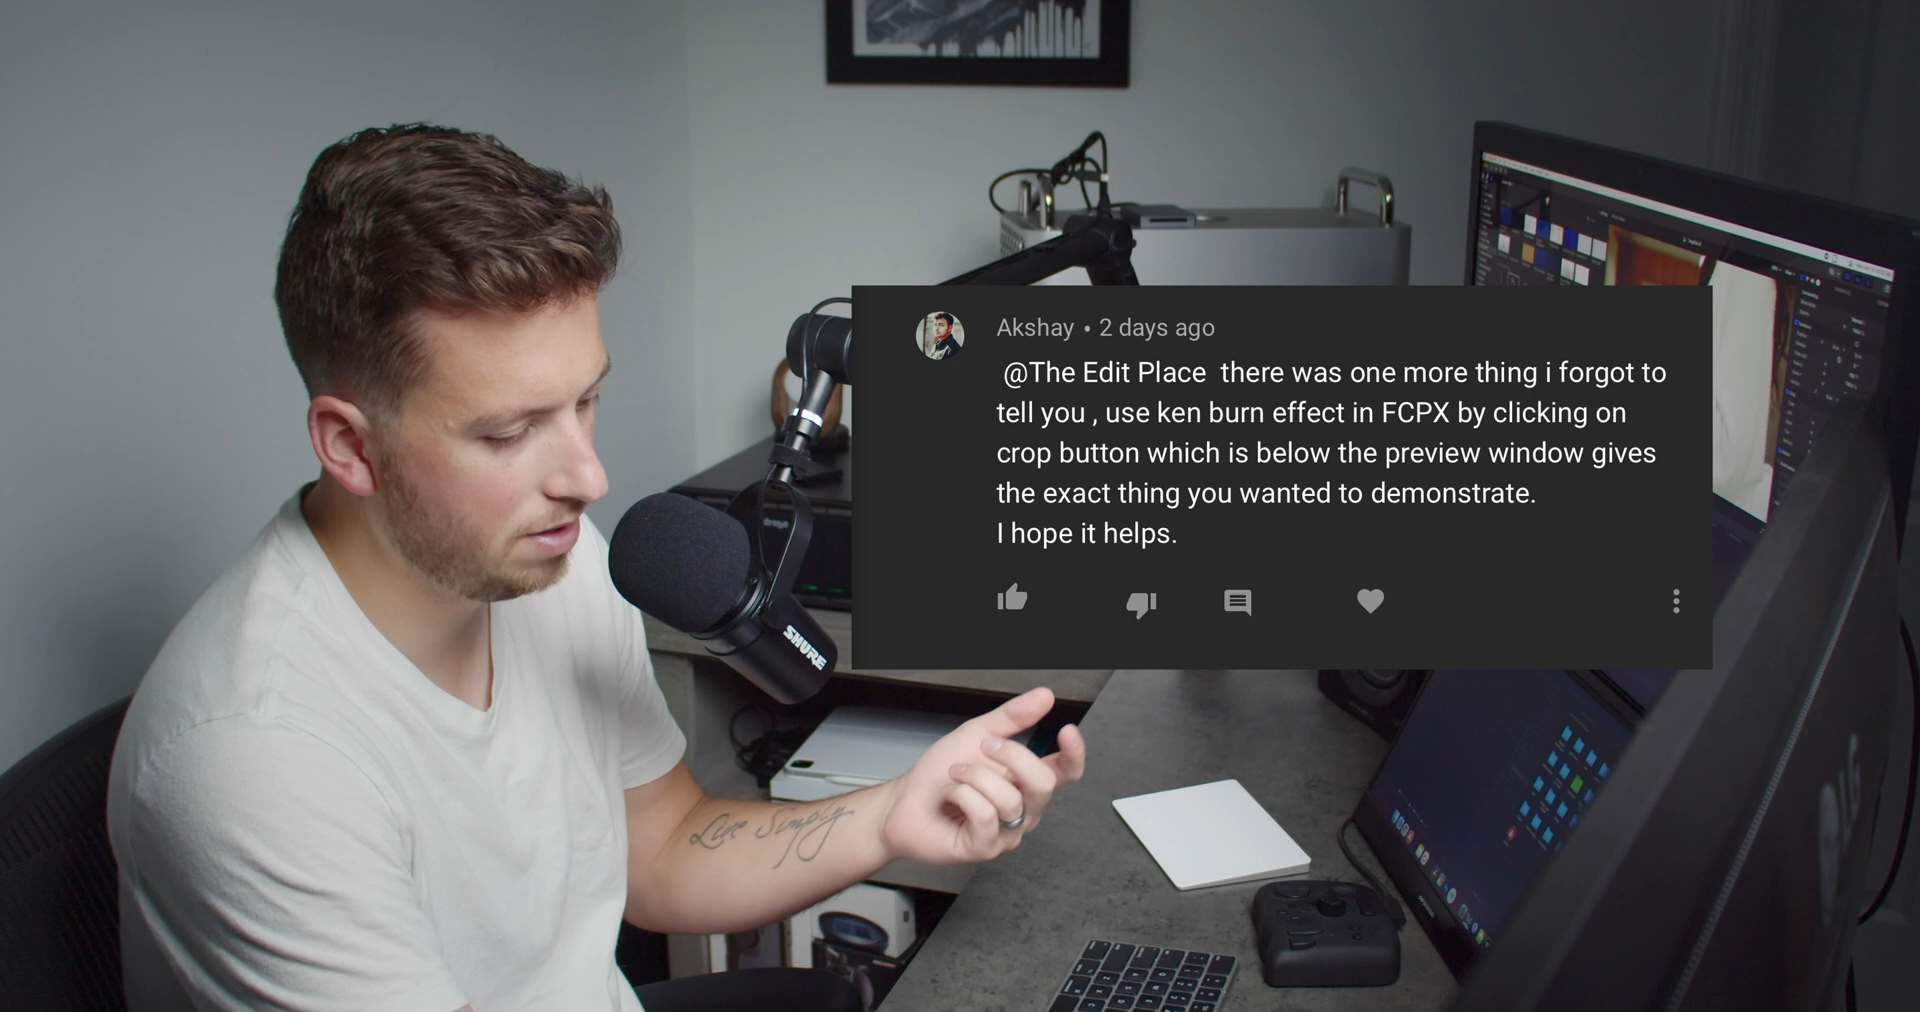 Akshay • 2 days ago
@The Edit Place  there was one more thing i forgot to
tell you , use ken burn effect in FCPX by clicking on
crop button which is below the preview window gives
the exact thing you wanted to demonstrate.
I hope it helps.
SHURE
Live Simply
LG